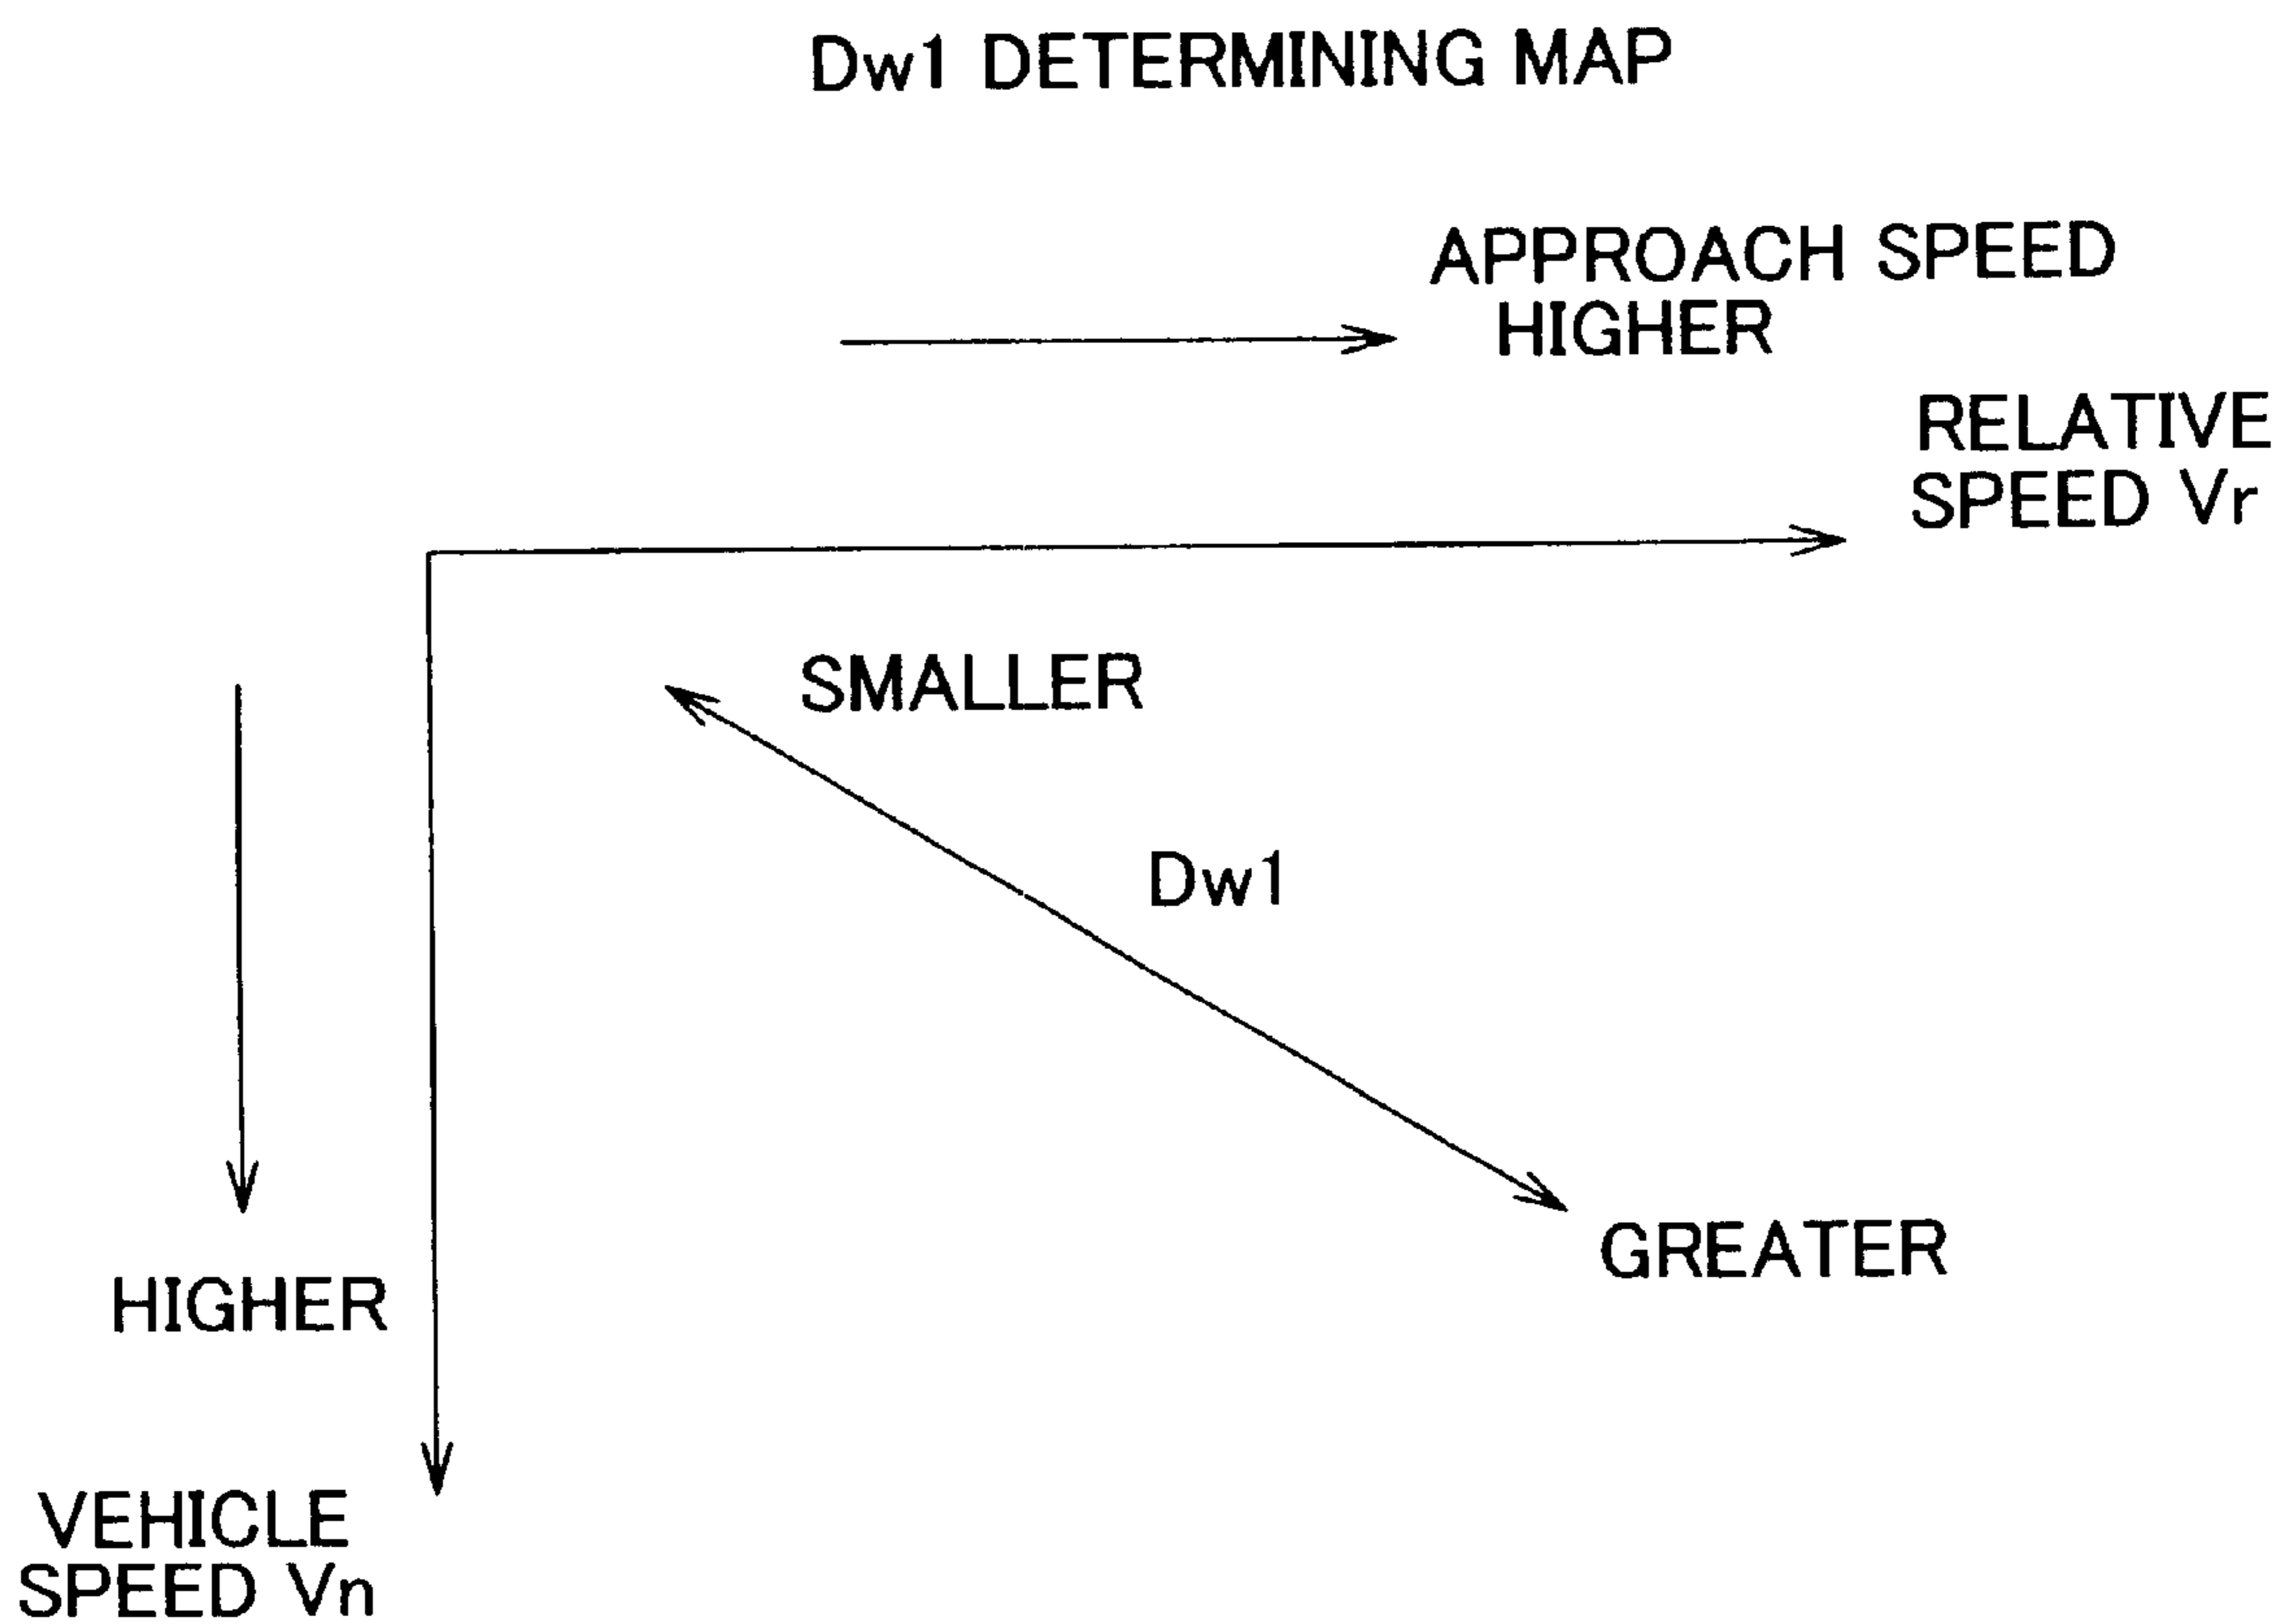 Dw1 DETERMINING MAP
APPROACH SPEED
HIGHER
RELATIVE
SPEED Vr
SMALLER
Dw1
GREATER
HIGHER
VEHICLE
SPEED Vn